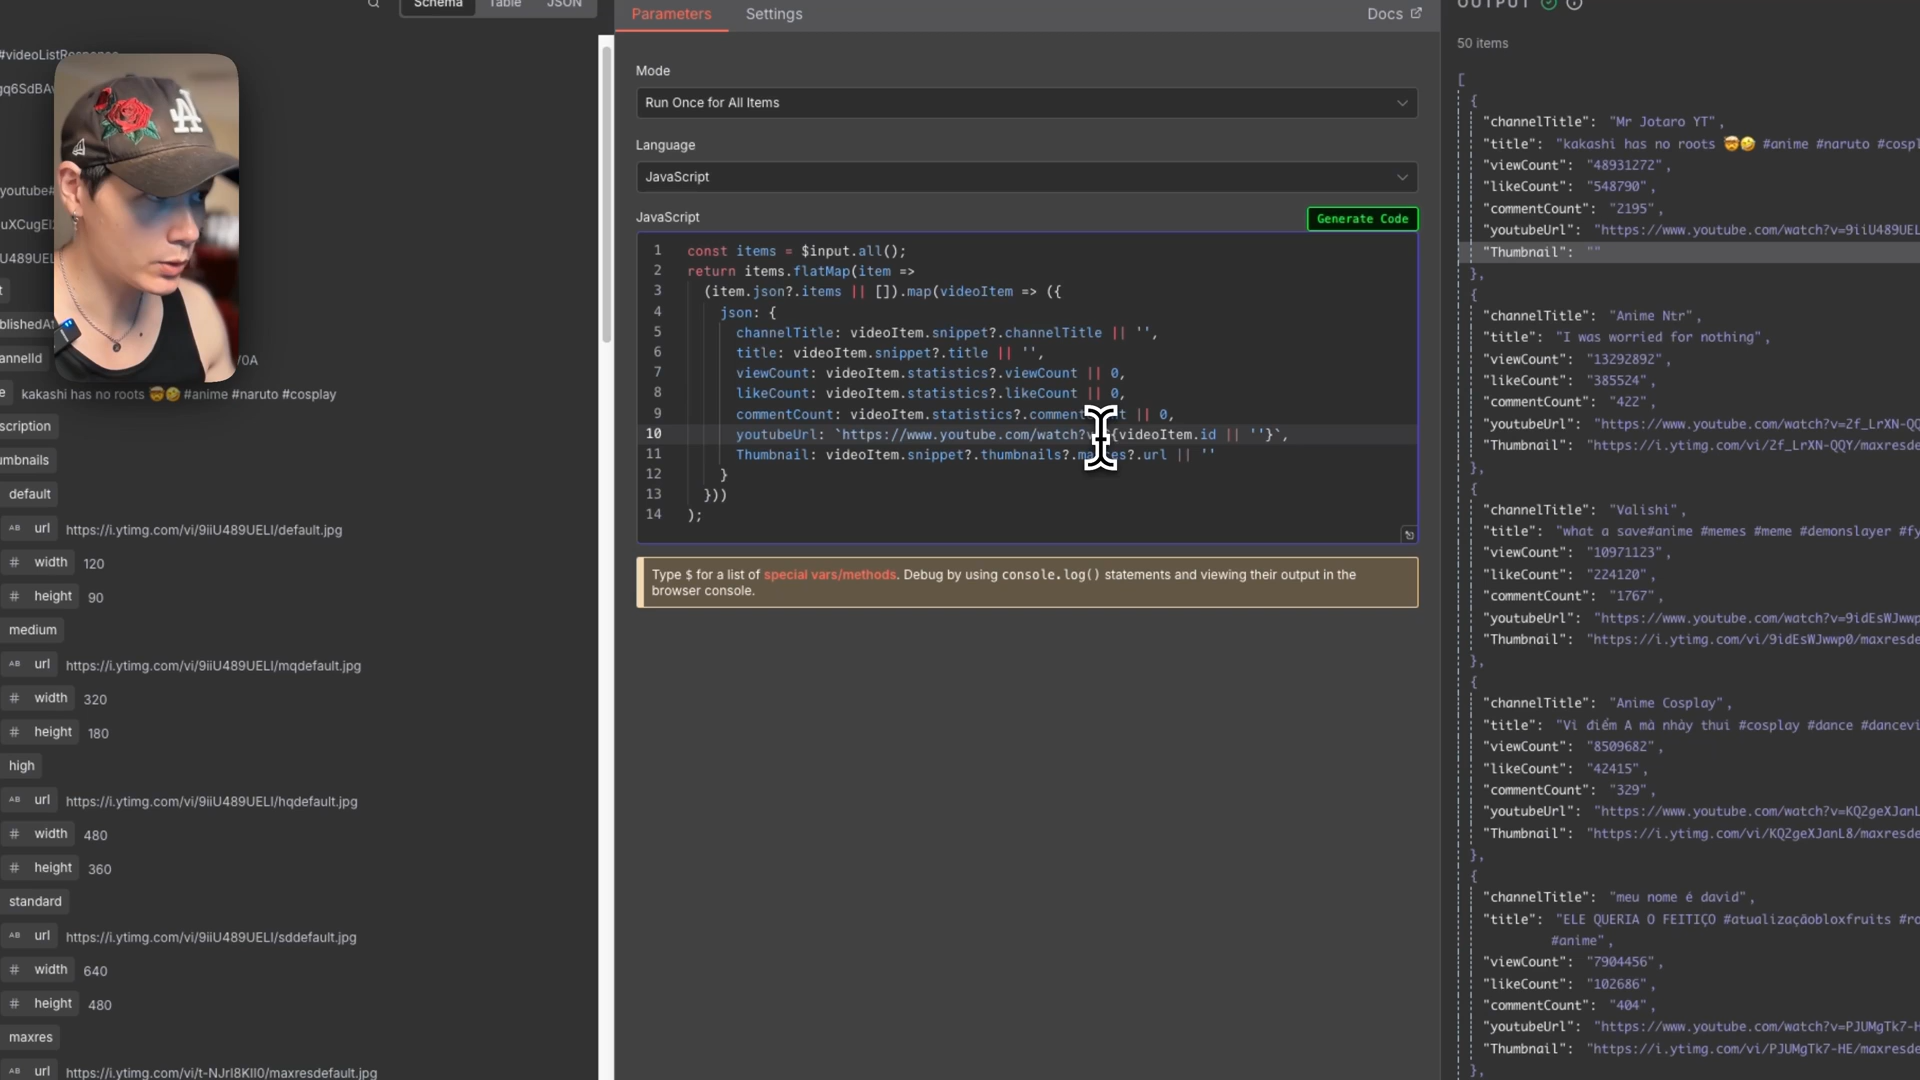 Schema
Table
JSON
#videoListResponse
gq6SdBA
youtube#
uXCugEI
U489UEL
t
blishedAt
annelId
/0A
e
kakashi has no roots 🤯🤣 #anime #naruto #cosplay
scription
umbnails
default
AB url https://i.ytimg.com/vi/9iiU489UELI/default.jpg
# width 120
# height 90
medium
AB url https://i.ytimg.com/vi/9iiU489UELI/mqdefault.jpg
# width 320
# height 180
high
AB url https://i.ytimg.com/vi/9iiU489UELI/hqdefault.jpg
# width 480
# height 360
standard
AB url https://i.ytimg.com/vi/9iiU489UELI/sddefault.jpg
# width 640
# height 480
maxres
AB url https://i.ytimg.com/vi/t-NJrI8KlI0/maxresdefault.jpg
LA
Parameters
Settings
Docs
Mode
Run Once for All Items
Language
JavaScript
JavaScript
Generate Code
1 const items = $input.all();
2 return items.flatMap(item =>
3 (item.json?.items || []).map(videoItem => ({
4 json: {
5 channelTitle: videoItem.snippet?.channelTitle || '',
6 title: videoItem.snippet?.title || '',
7 viewCount: videoItem.statistics?.viewCount || 0,
8 likeCount: videoItem.statistics?.likeCount || 0,
9 commentCount: videoItem.statistics?.commentCount || 0,
10 youtubeUrl: `https://www.youtube.com/watch?v=${videoItem.id || ''}`,
11 Thumbnail: videoItem.snippet?.thumbnails?.maxres?.url || ''
12 }
13 }))
14 );
Type $ for a list of special vars/methods. Debug by using console.log() statements and viewing their output in the
browser console.
OUTPUT
50 items
[
{
"channelTitle": "Mr Jotaro YT",
"title": "kakashi has no roots 🤯🤣 #anime #naruto #cospl
"viewCount": "48931272",
"likeCount": "548790",
"commentCount": "2195",
"youtubeUrl": "https://www.youtube.com/watch?v=9iiU489UEL
"Thumbnail": ""
},
{
"channelTitle": "Anime Ntr",
"title": "I was worried for nothing",
"viewCount": "13292892",
"likeCount": "385524",
"commentCount": "422",
"youtubeUrl": "https://www.youtube.com/watch?v=2f_LrXN-QQ
"Thumbnail": "https://i.ytimg.com/vi/2f_LrXN-QQY/maxresde
},
{
"channelTitle": "Valishi",
"title": "what a save#anime #memes #meme #demonslayer #fy
"viewCount": "10971123",
"likeCount": "224120",
"commentCount": "1767",
"youtubeUrl": "https://www.youtube.com/watch?v=9idEsWJwwp
"Thumbnail": "https://i.ytimg.com/vi/9idEsWJwwp0/maxresde
},
{
"channelTitle": "Anime Cosplay",
"title": "Vì điểm A mà nhảy thui #cosplay #dance #dancevi
"viewCount": "8509682",
"likeCount": "42415",
"commentCount": "329",
"youtubeUrl": "https://www.youtube.com/watch?v=KQ2geXJanL
"Thumbnail": "https://i.ytimg.com/vi/KQ2geXJanL8/maxresde
},
{
"channelTitle": "meu nome é david",
"title": "ELE QUERIA O FEITIÇO #atualizaçãobloxfruits #ro
#anime",
"viewCount": "7904456",
"likeCount": "102686",
"commentCount": "404",
"youtubeUrl": "https://www.youtube.com/watch?v=PJUMgTk7-H
"Thumbnail": "https://i.ytimg.com/vi/PJUMgTk7-HE/maxresde
},